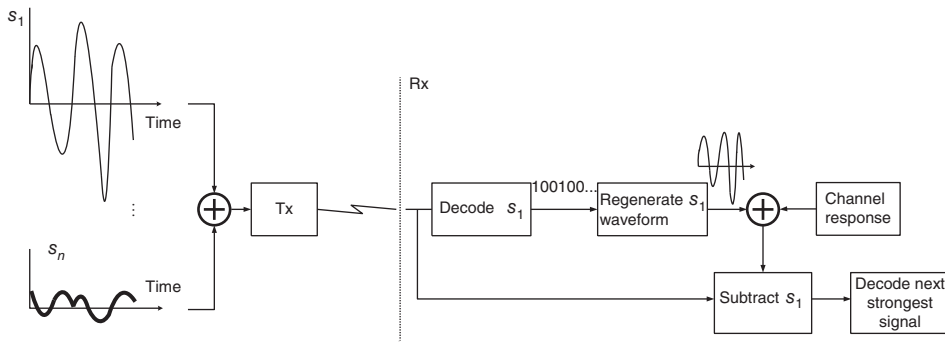 s1
Time
⋮
sn
Time
Tx
Rx
Decode s1
100100...
Regenerate s1
waveform
Channel
response
Subtract s1
Decode next
strongest
signal